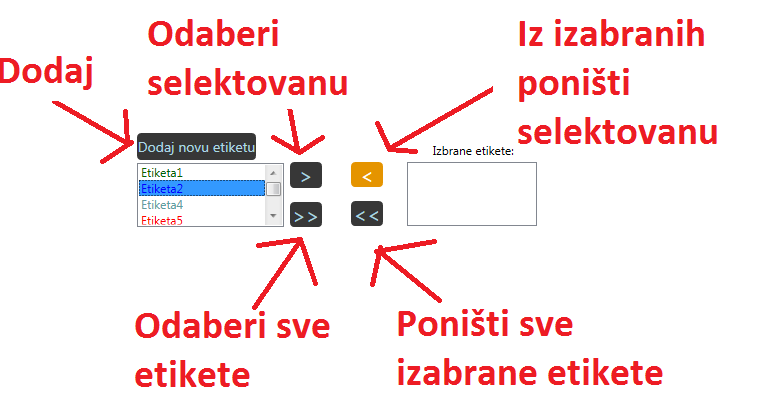 Dodaj
Odaberi
selektovanu
Iz izabranih
poništi
selektovanu
Dodaj novu etiketu
Izbrane etikete:
Etiketa1
Etiketa2
Etiketa4
Etiketa5
>
<
>>
<<
Odaberi sve
etikete
Poništi sve
izabrane etikete